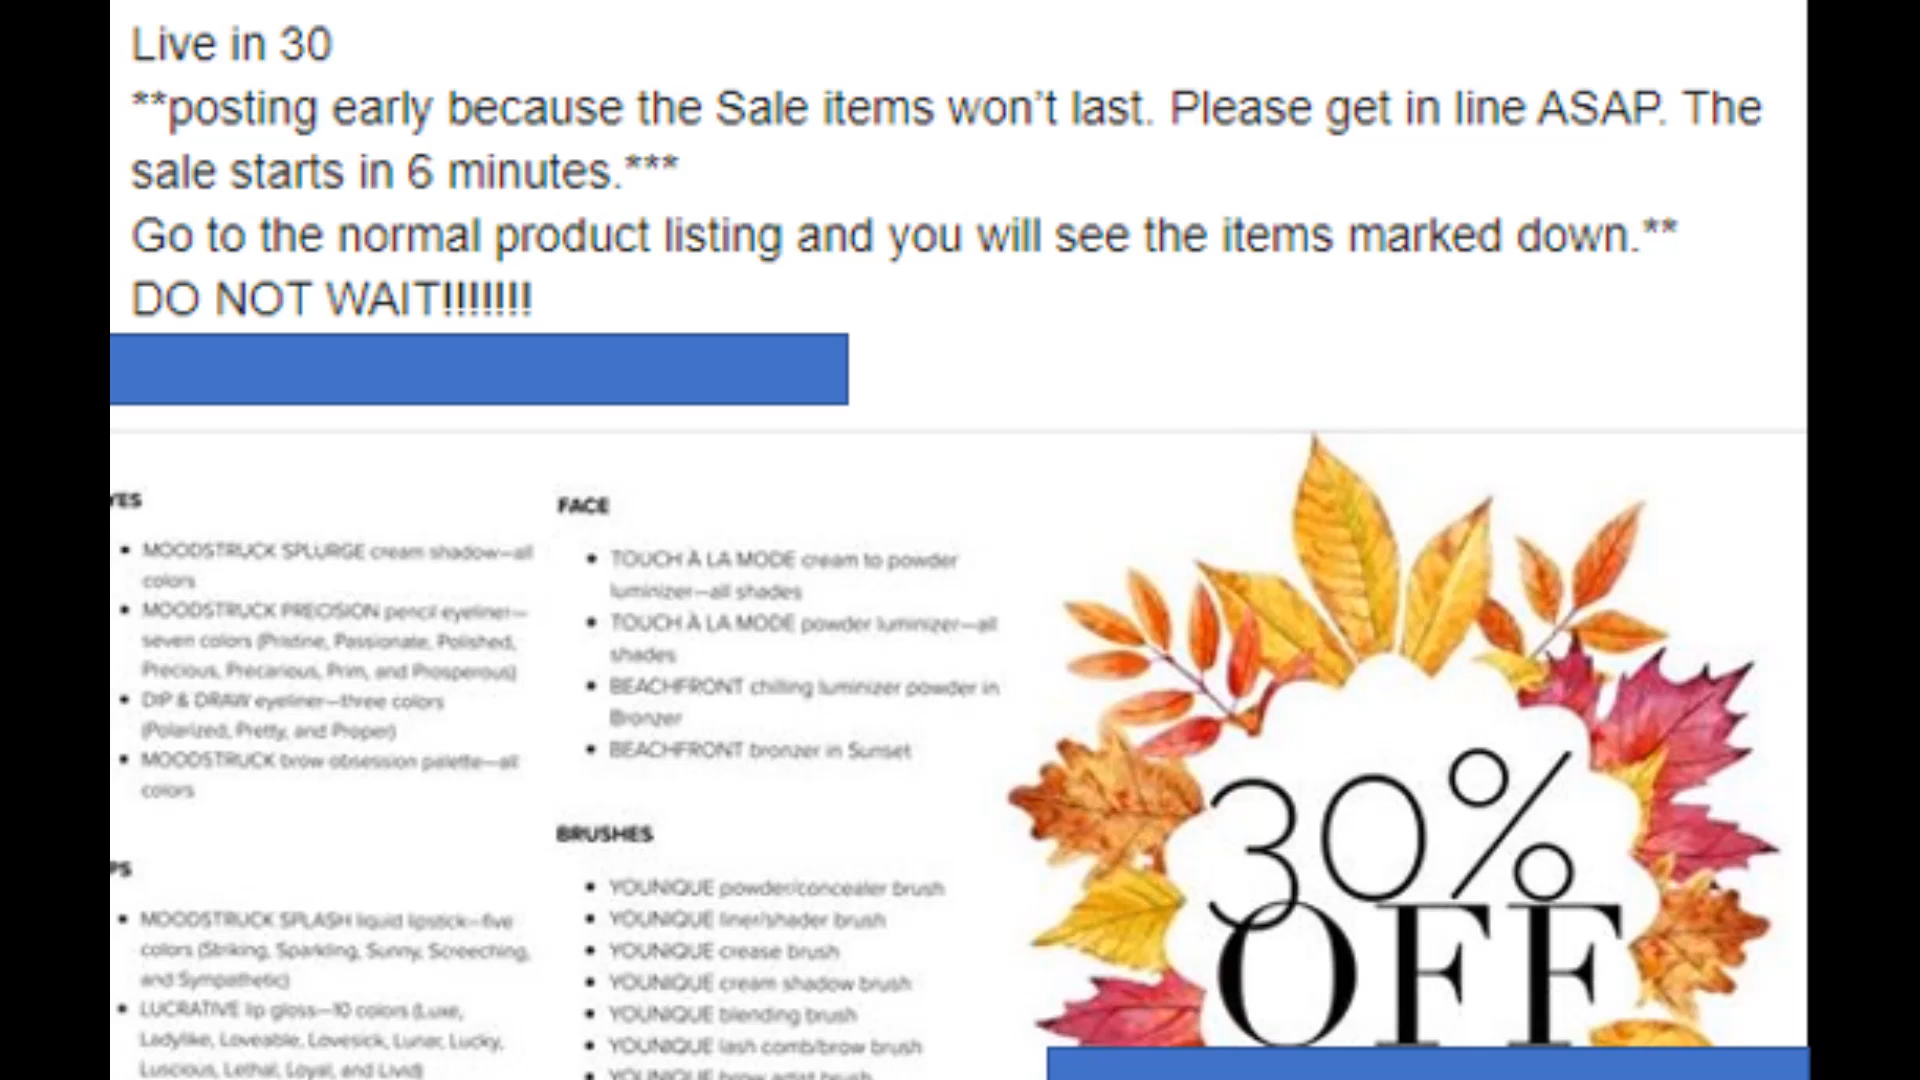 Live in 30
**posting early because the Sale items won’t last. Please get in line ASAP. The
sale starts in 6 minutes.***
Go to the normal product listing and you will see the items marked down.**
DO NOT WAIT!!!!!!!
YES
• MOODSTRUCK SPLURGE cream shadow—all
colors
• MOODSTRUCK PRECISION pencil eyeliner—
seven colors (Pristine, Passionate, Polished,
Precious, Precarious, Prim, and Prosperous)
• DIP & DRAW eyeliner—three colors
(Polarized, Pretty, and Proper)
• MOODSTRUCK brow obsession palette—all
colors
PS
• MOODSTRUCK SPLASH liquid lipstick—five
colors (Striking, Sparkling, Sunny, Screeching,
and Sympathetic)
• LUCRATIVE lip gloss—10 colors (Luxe,
Ladylike, Loveable, Lovesick, Lunar, Lucky,
Luscious, Lethal, Loyal, and Livid)
FACE
• TOUCH À LA MODE cream to powder
luminizer—all shades
• TOUCH À LA MODE powder luminizer—all
shades
• BEACHFRONT chilling luminizer powder in
Bronzer
• BEACHFRONT bronzer in Sunset
BRUSHES
• YOUNIQUE powder/concealer brush
• YOUNIQUE liner/shader brush
• YOUNIQUE crease brush
• YOUNIQUE cream shadow brush
• YOUNIQUE blending brush
• YOUNIQUE lash comb/brow brush
• YOUNIQUE brow artist brush
30%
OFF